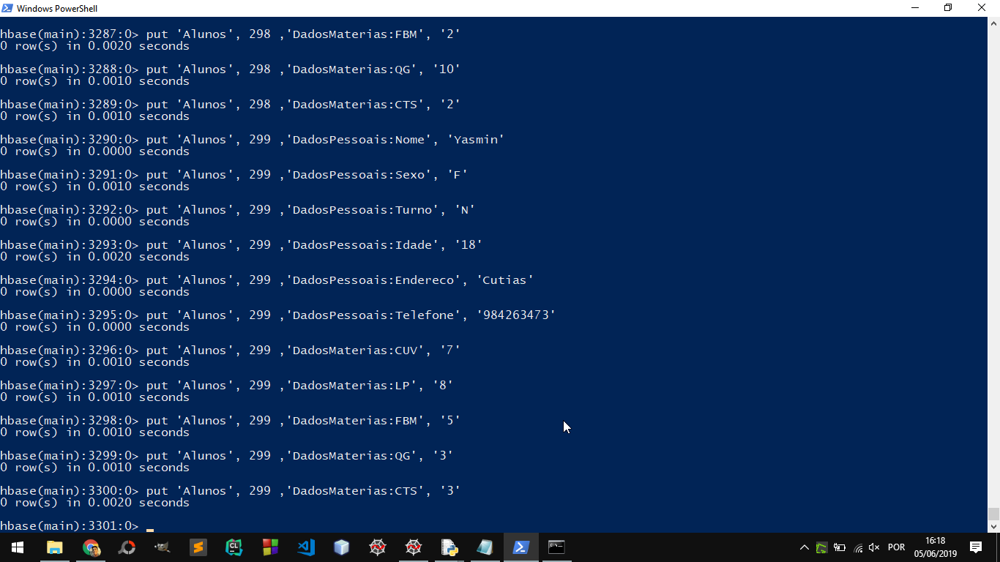 Windows PowerShell
hbase(main):3287:0> put 'Alunos', 298 ,'DadosMaterias:FBM', '2'
0 row(s) in 0.0020 seconds
hbase(main):3288:0> put 'Alunos', 298 ,'DadosMaterias:QG', '10'
0 row(s) in 0.0010 seconds
hbase(main):3289:0> put 'Alunos', 298 ,'DadosMaterias:CTS', '2'
0 row(s) in 0.0010 seconds
hbase(main):3290:0> put 'Alunos', 299 ,'DadosPessoais:Nome', 'Yasmin'
0 row(s) in 0.0000 seconds
hbase(main):3291:0> put 'Alunos', 299 ,'DadosPessoais:Sexo', 'F'
0 row(s) in 0.0010 seconds
hbase(main):3292:0> put 'Alunos', 299 ,'DadosPessoais:Turno', 'N'
0 row(s) in 0.0000 seconds
hbase(main):3293:0> put 'Alunos', 299 ,'DadosPessoais:Idade', '18'
0 row(s) in 0.0020 seconds
hbase(main):3294:0> put 'Alunos', 299 ,'DadosPessoais:Endereco', 'Cutias'
0 row(s) in 0.0000 seconds
hbase(main):3295:0> put 'Alunos', 299 ,'DadosPessoais:Telefone', '984263473'
0 row(s) in 0.0000 seconds
hbase(main):3296:0> put 'Alunos', 299 ,'DadosMaterias:CUV', '7'
0 row(s) in 0.0010 seconds
hbase(main):3297:0> put 'Alunos', 299 ,'DadosMaterias:LP', '8'
0 row(s) in 0.0010 seconds
hbase(main):3298:0> put 'Alunos', 299 ,'DadosMaterias:FBM', '5'
0 row(s) in 0.0010 seconds
hbase(main):3299:0> put 'Alunos', 299 ,'DadosMaterias:QG', '3'
0 row(s) in 0.0010 seconds
hbase(main):3300:0> put 'Alunos', 299 ,'DadosMaterias:CTS', '3'
0 row(s) in 0.0020 seconds
hbase(main):3301:0>
CL
POR
16:18
05/06/2019